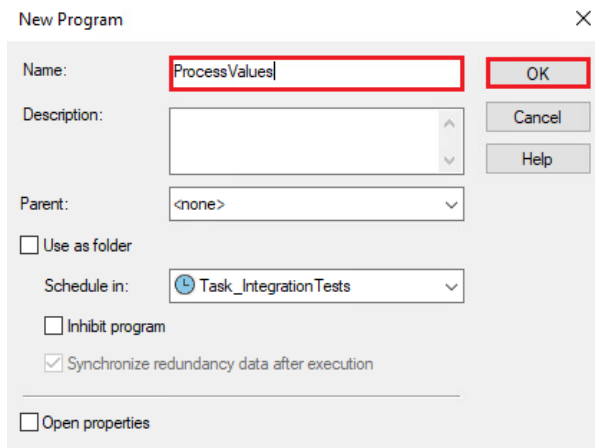 New Program
Name: ProcessValues OK
Description: Cancel
Help
Parent: <none>
Use as folder
Schedule in: Task_IntegrationTests
Inhibit program
Synchronize redundancy data after execution
Open properties